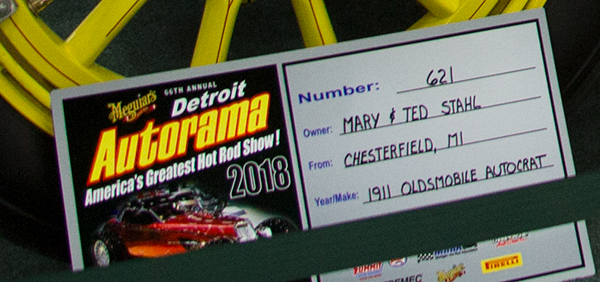 Meguiar's
66TH ANNUAL
Detroit
Autorama
America's Greatest Hot Rod Show!
2018
Number: 621
Owner: MARY & TED STAHL
From: CHESTERFIELD, MI
Year/Make: 1911 OLDSMOBILE AUTOCRAT
SUMMIT
PIRELLI